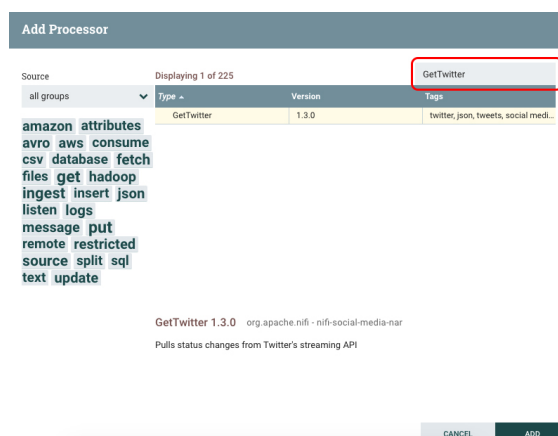 Add Processor
Source
Displaying 1 of 225
GetTwitter
all groups
Type
Version
Tags
GetTwitter
1.3.0
twitter, json, tweets, social medi...
amazon attributes
avro aws consume
csv database fetch
files get hadoop
ingest insert json
listen logs
message put
remote restricted
source split sql
text update
GetTwitter 1.3.0 org.apache.nifi - nifi-social-media-nar
Pulls status changes from Twitter's streaming API
CANCEL
ADD